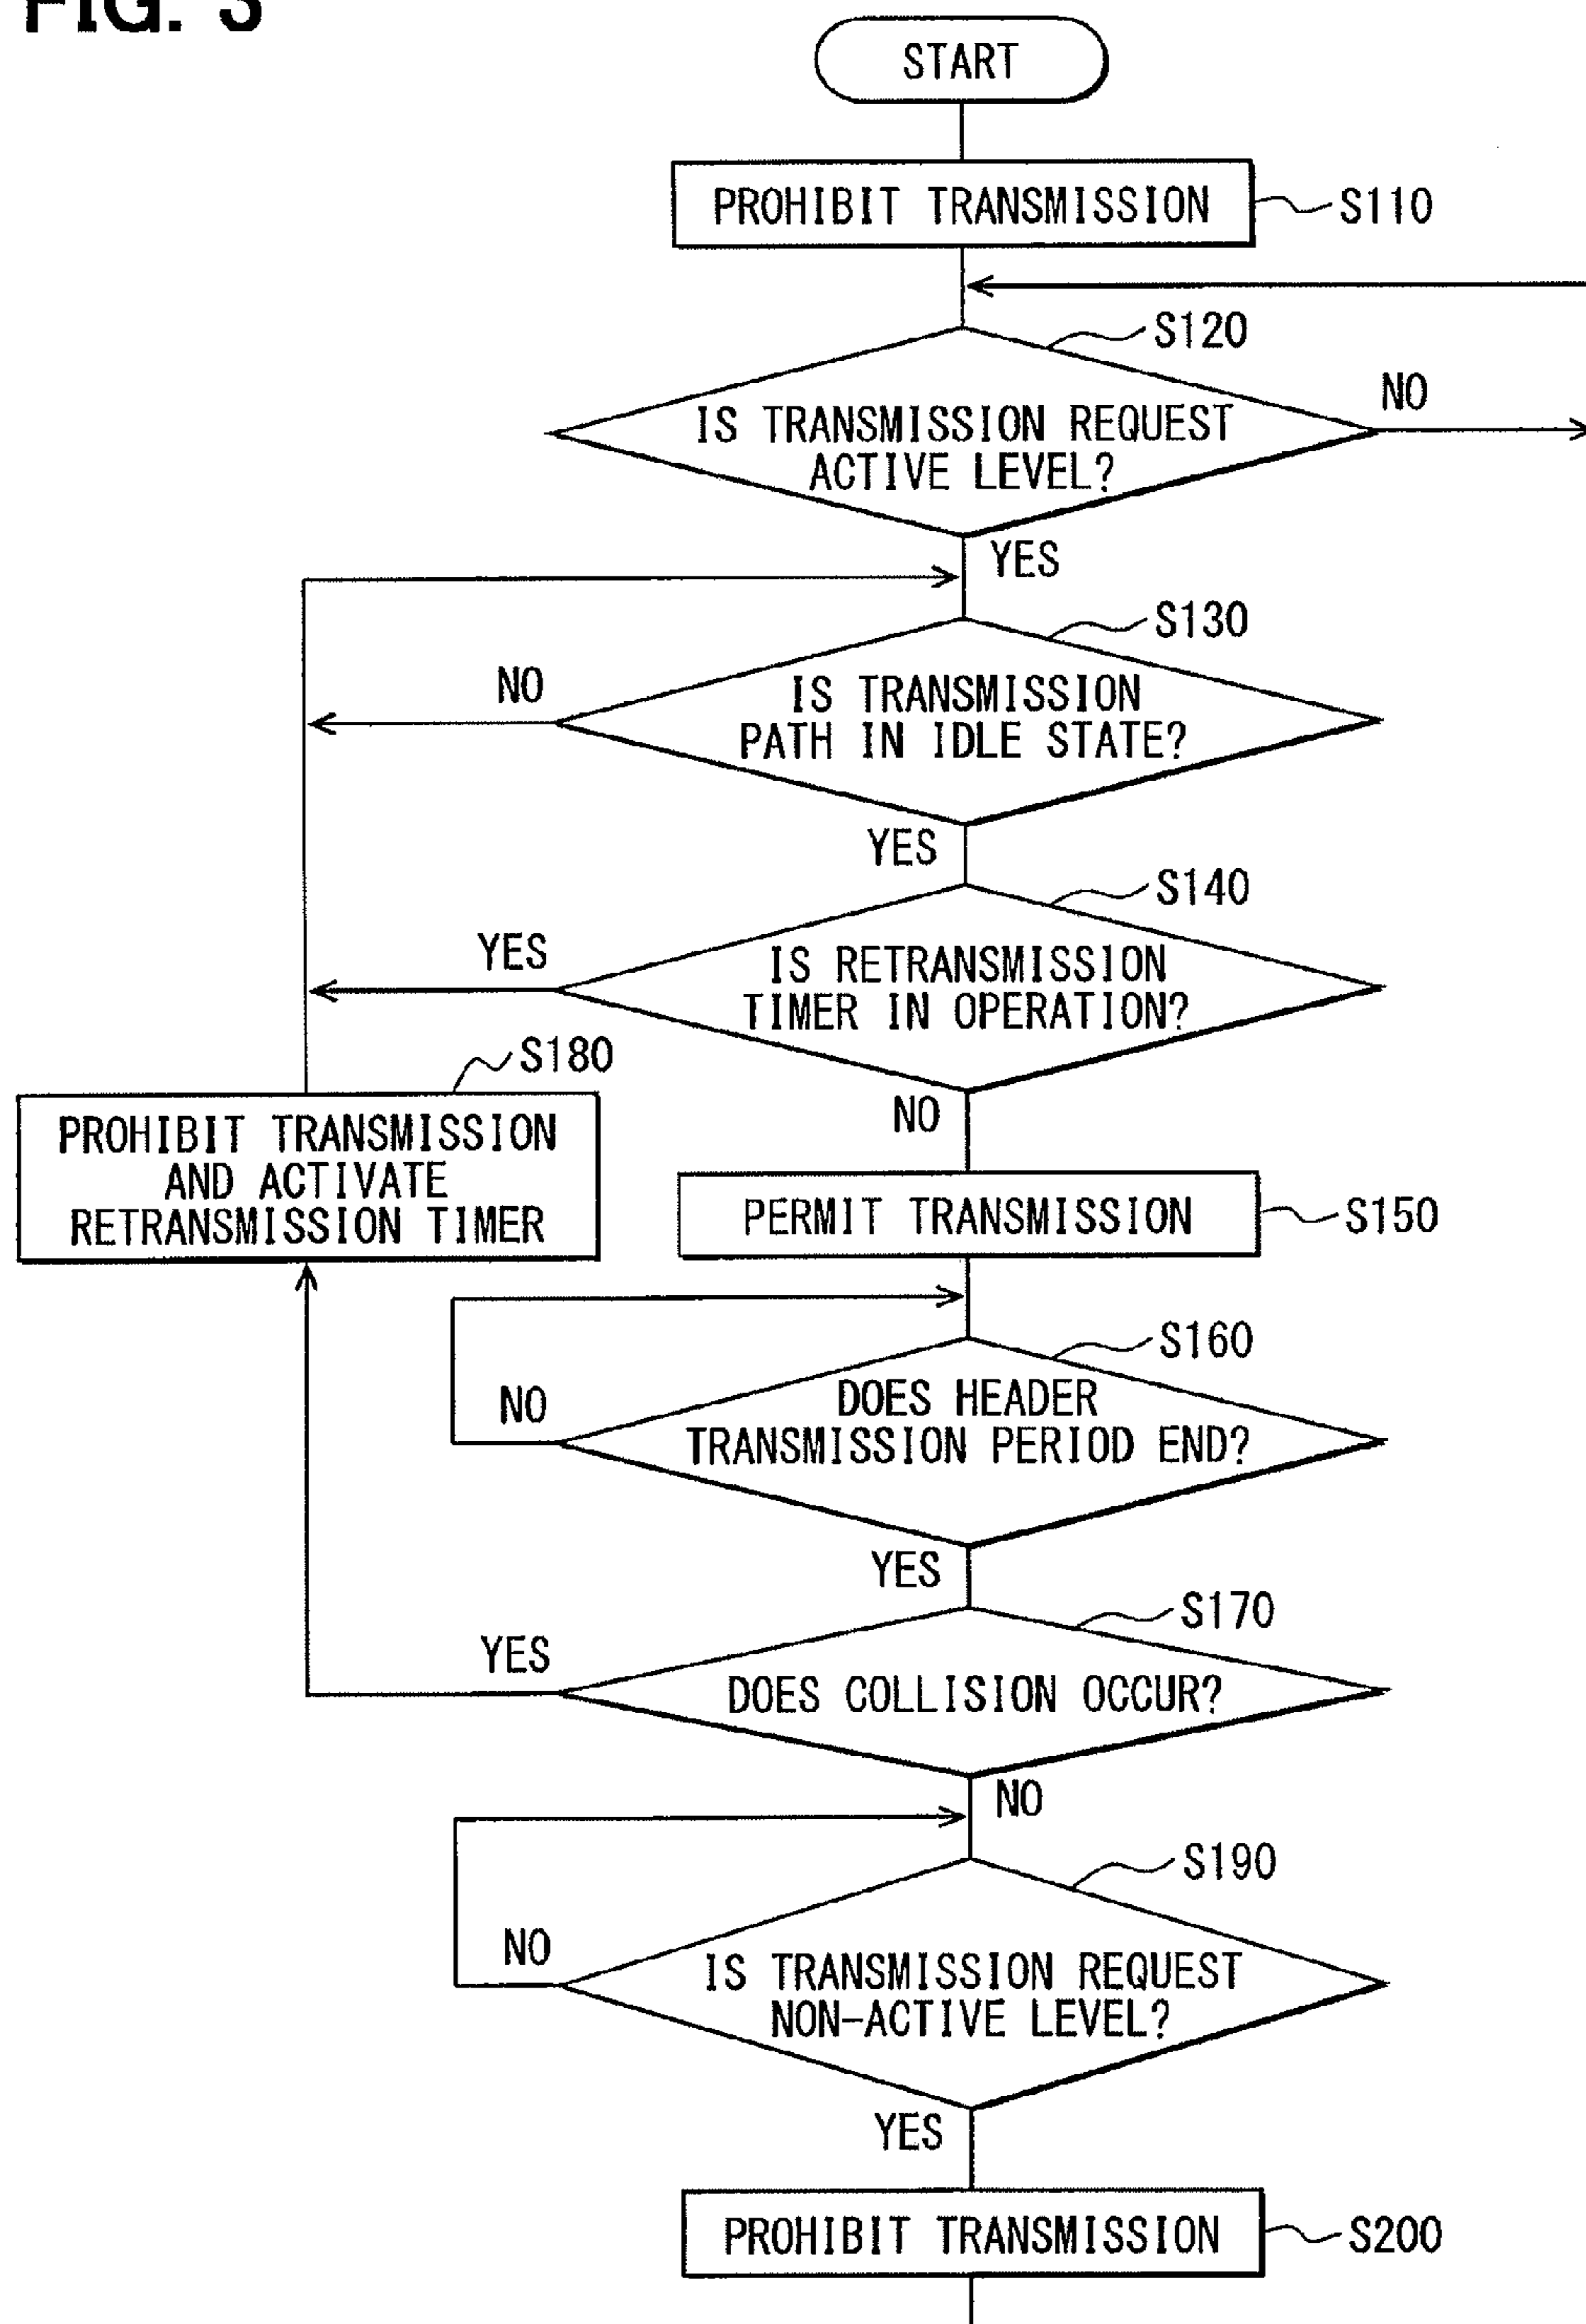 FIG. 3
START
PROHIBIT TRANSMISSION
S110
S120
NO
IS TRANSMISSION REQUEST
ACTIVE LEVEL?
YES
S130
NO
IS TRANSMISSION
PATH IN IDLE STATE?
YES
S140
YES
IS RETRANSMISSION
TIMER IN OPERATION?
S180
NO
PROHIBIT TRANSMISSION
AND ACTIVATE
RETRANSMISSION TIMER
PERMIT TRANSMISSION
S150
S160
NO
DOES HEADER
TRANSMISSION PERIOD END?
YES
S170
YES
DOES COLLISION OCCUR?
NO
S190
NO
IS TRANSMISSION REQUEST
NON-ACTIVE LEVEL?
YES
PROHIBIT TRANSMISSION
S200